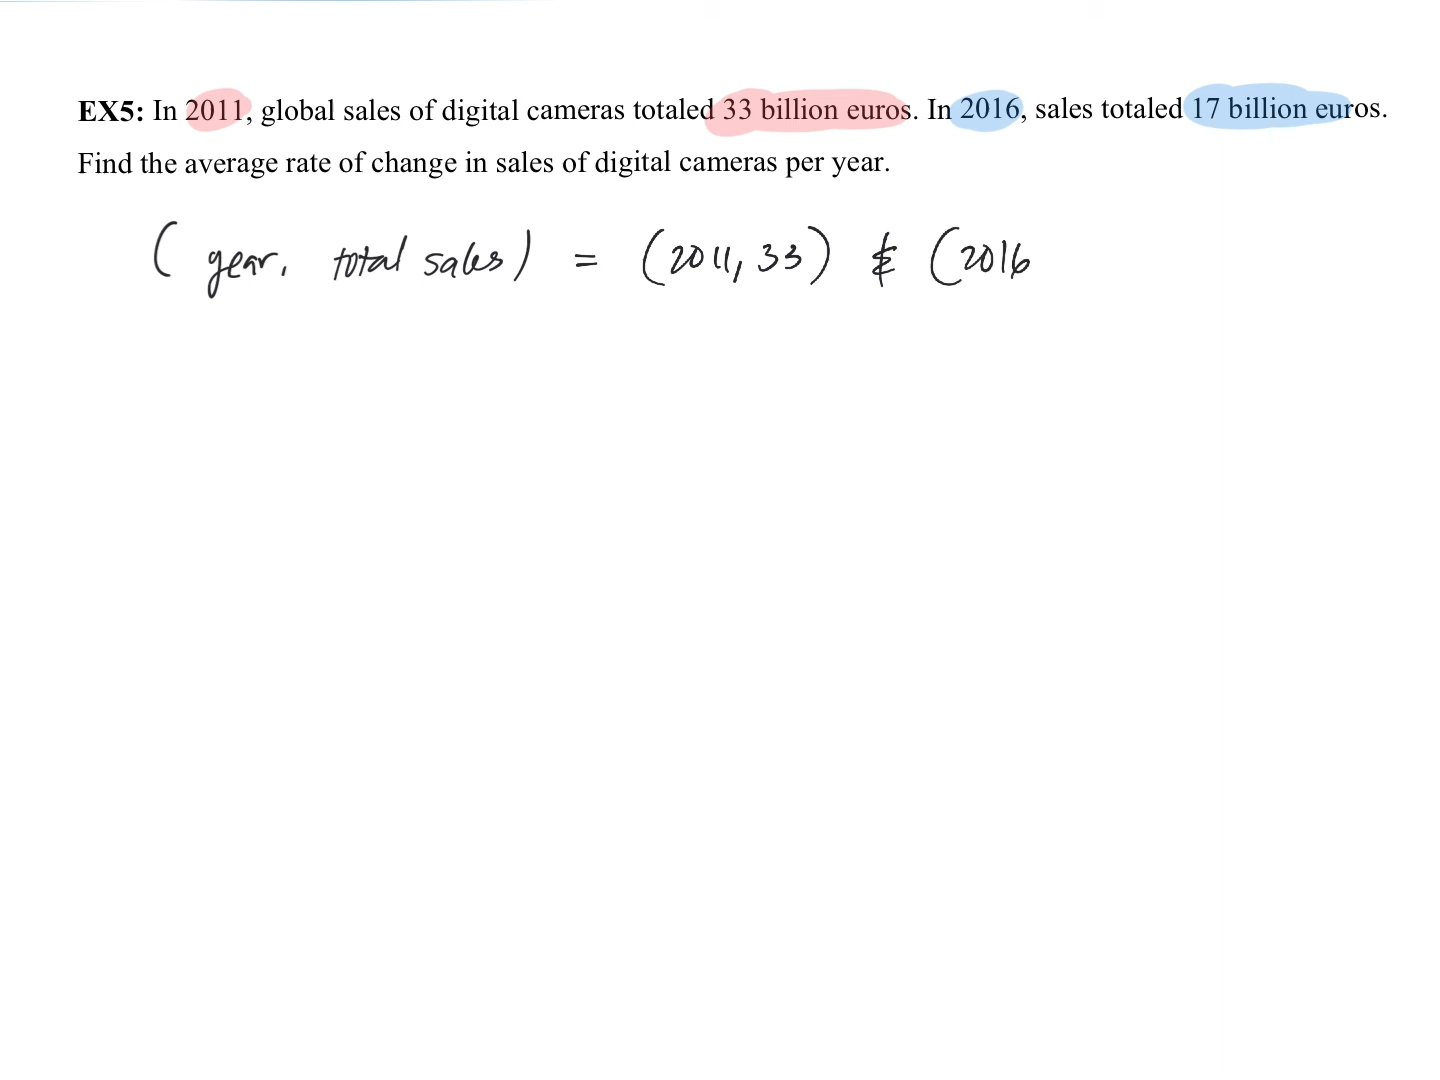 EX5: In 2011, global sales of digital cameras totaled 33 billion euros. In 2016, sales totaled 17 billion euros.
Find the average rate of change in sales of digital cameras per year.
( year, total sales ) = (2011, 33) & (2016